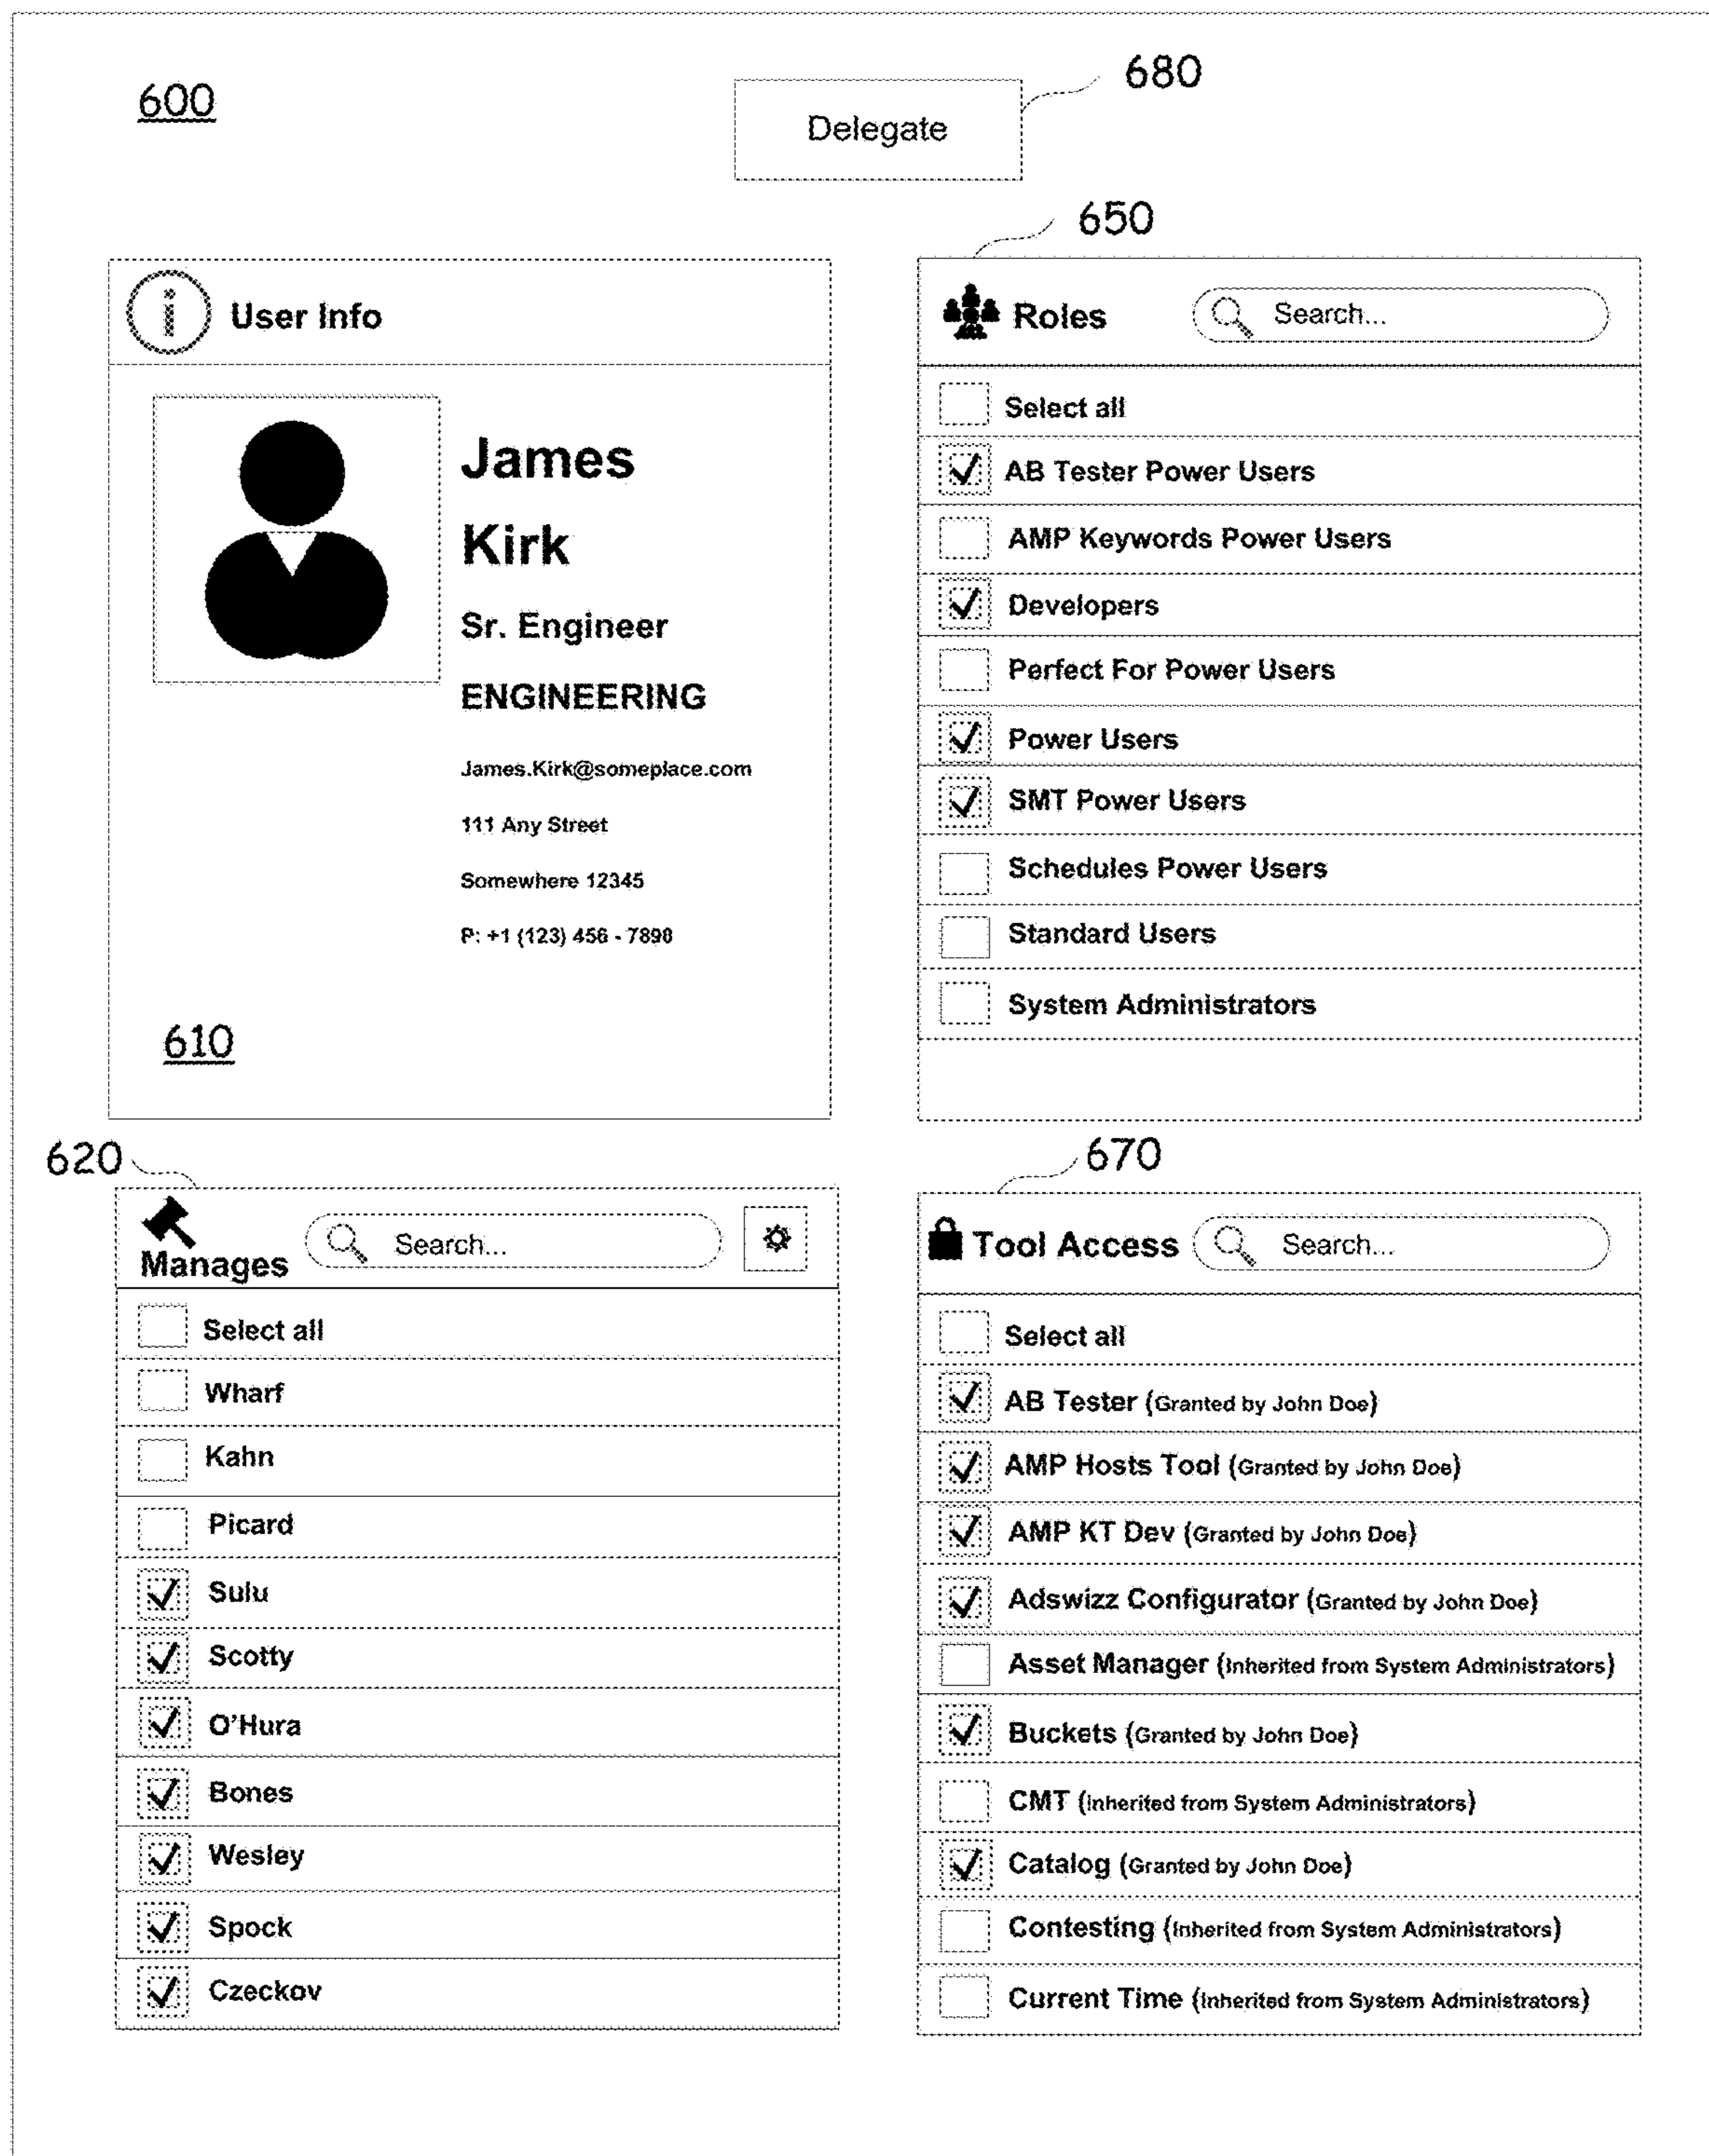 600
680
Delegate
650
User Info
James
Kirk
Sr. Engineer
ENGINEERING
James.Kirk@someplace.com
111 Any Street
Somewhere 12345
P: +1 (123) 456 - 7898
610
Roles
Search...
Select all
AB Tester Power Users
AMP Keywords Power Users
Developers
Perfect For Power Users
Power Users
SMT Power Users
Schedules Power Users
Standard Users
System Administrators
620
Manages
Search...
Select all
Wharf
Kahn
Picard
Sulu
Scotty
O'Hura
Bones
Wesley
Spock
Czeckov
670
Tool Access
Search...
Select all
AB Tester (Granted by John Doe)
AMP Hosts Tool (Granted by John Doe)
AMP KT Dev (Granted by John Doe)
Adswizz Configurator (Granted by John Doe)
Asset Manager (Inherited from System Administrators)
Buckets (Granted by John Doe)
CMT (Inherited from System Administrators)
Catalog (Granted by John Doe)
Contesting (Inherited from System Administrators)
Current Time (Inherited from System Administrators)